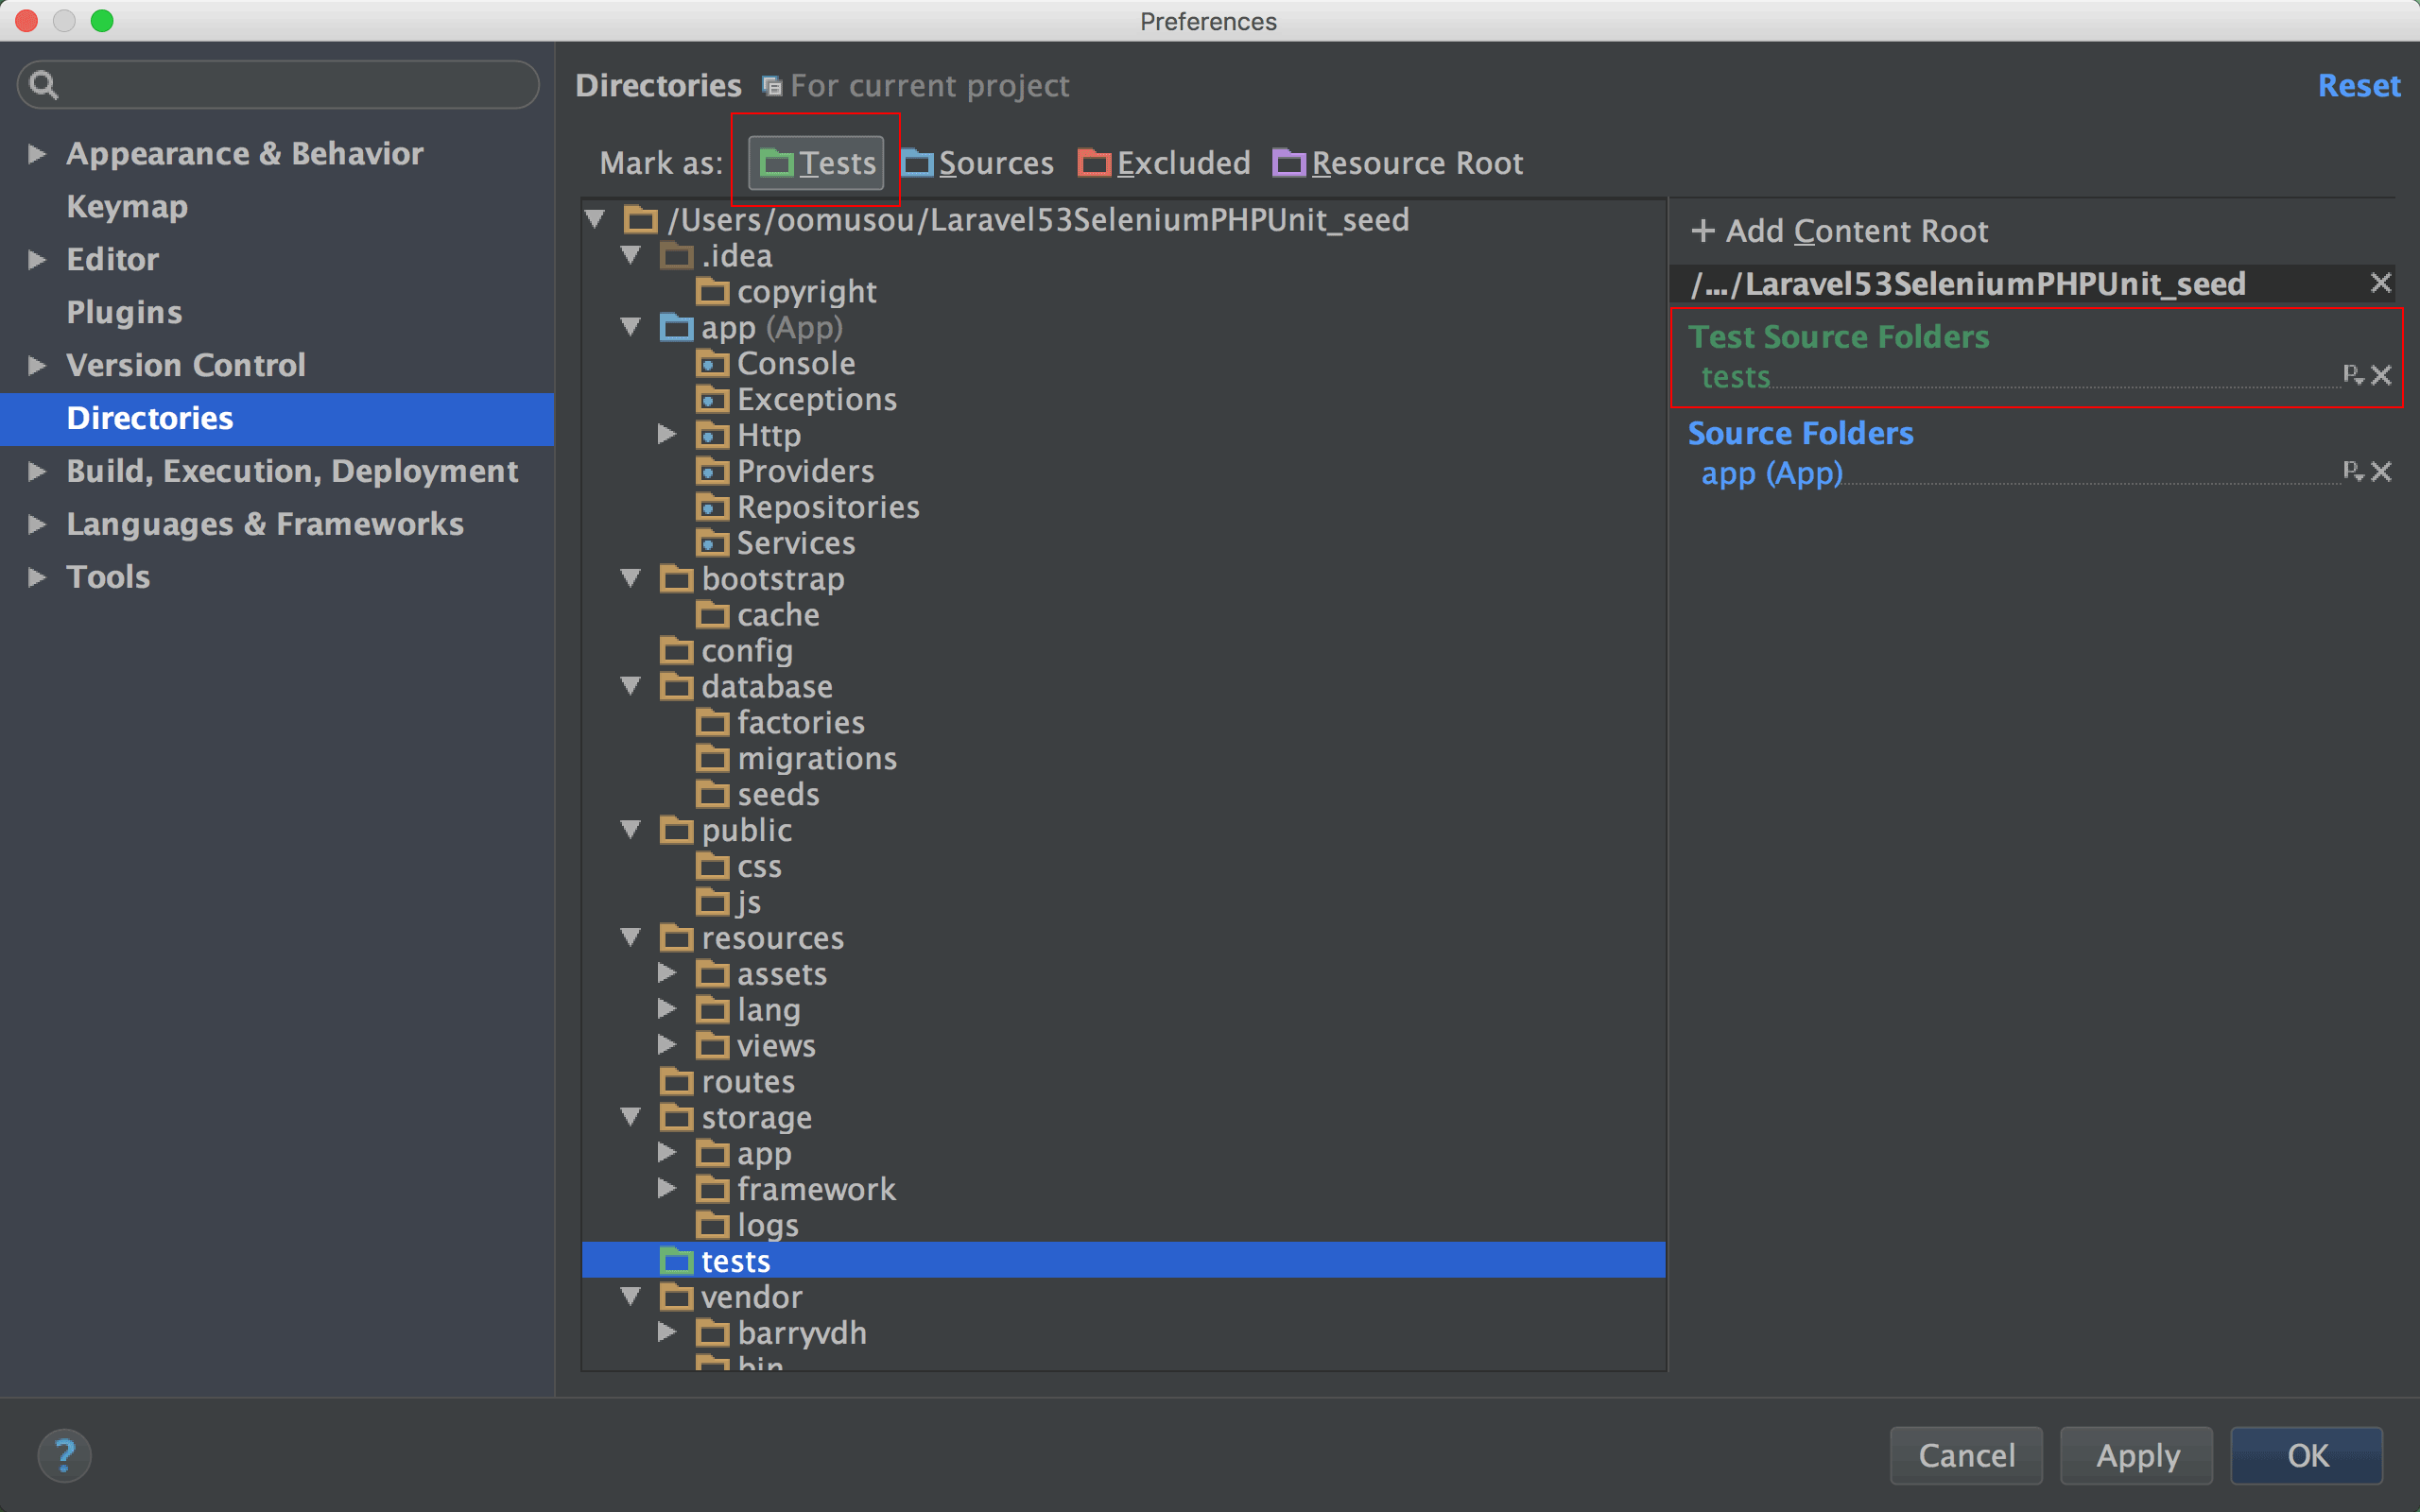 Preferences
Appearance & Behavior
Keymap
Editor
Plugins
Version Control
Directories
Build, Execution, Deployment
Languages & Frameworks
Tools
Directories For current project
Reset
Mark as: Tests Sources Excluded Resource Root
/Users/oomusou/Laravel53SeleniumPHPUnit_seed
.idea
copyright
app (App)
Console
Exceptions
Http
Providers
Repositories
Services
bootstrap
cache
config
database
factories
migrations
seeds
public
css
js
resources
assets
lang
views
routes
storage
app
framework
logs
tests
vendor
barryvdh
bin
+ Add Content Root
/.../Laravel53SeleniumPHPUnit_seed
Test Source Folders
tests P
Source Folders
app (App) P
?
Cancel Apply OK